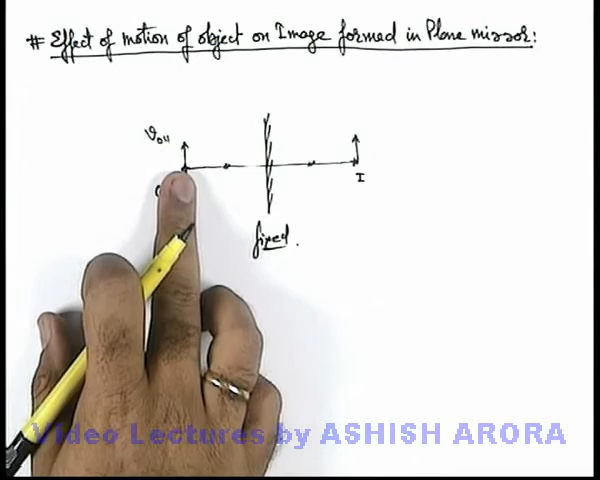 # Effect of motion of object on Image formed in Plane mirror:
I
fixed.
Video Lectures by ASHISH ARORA